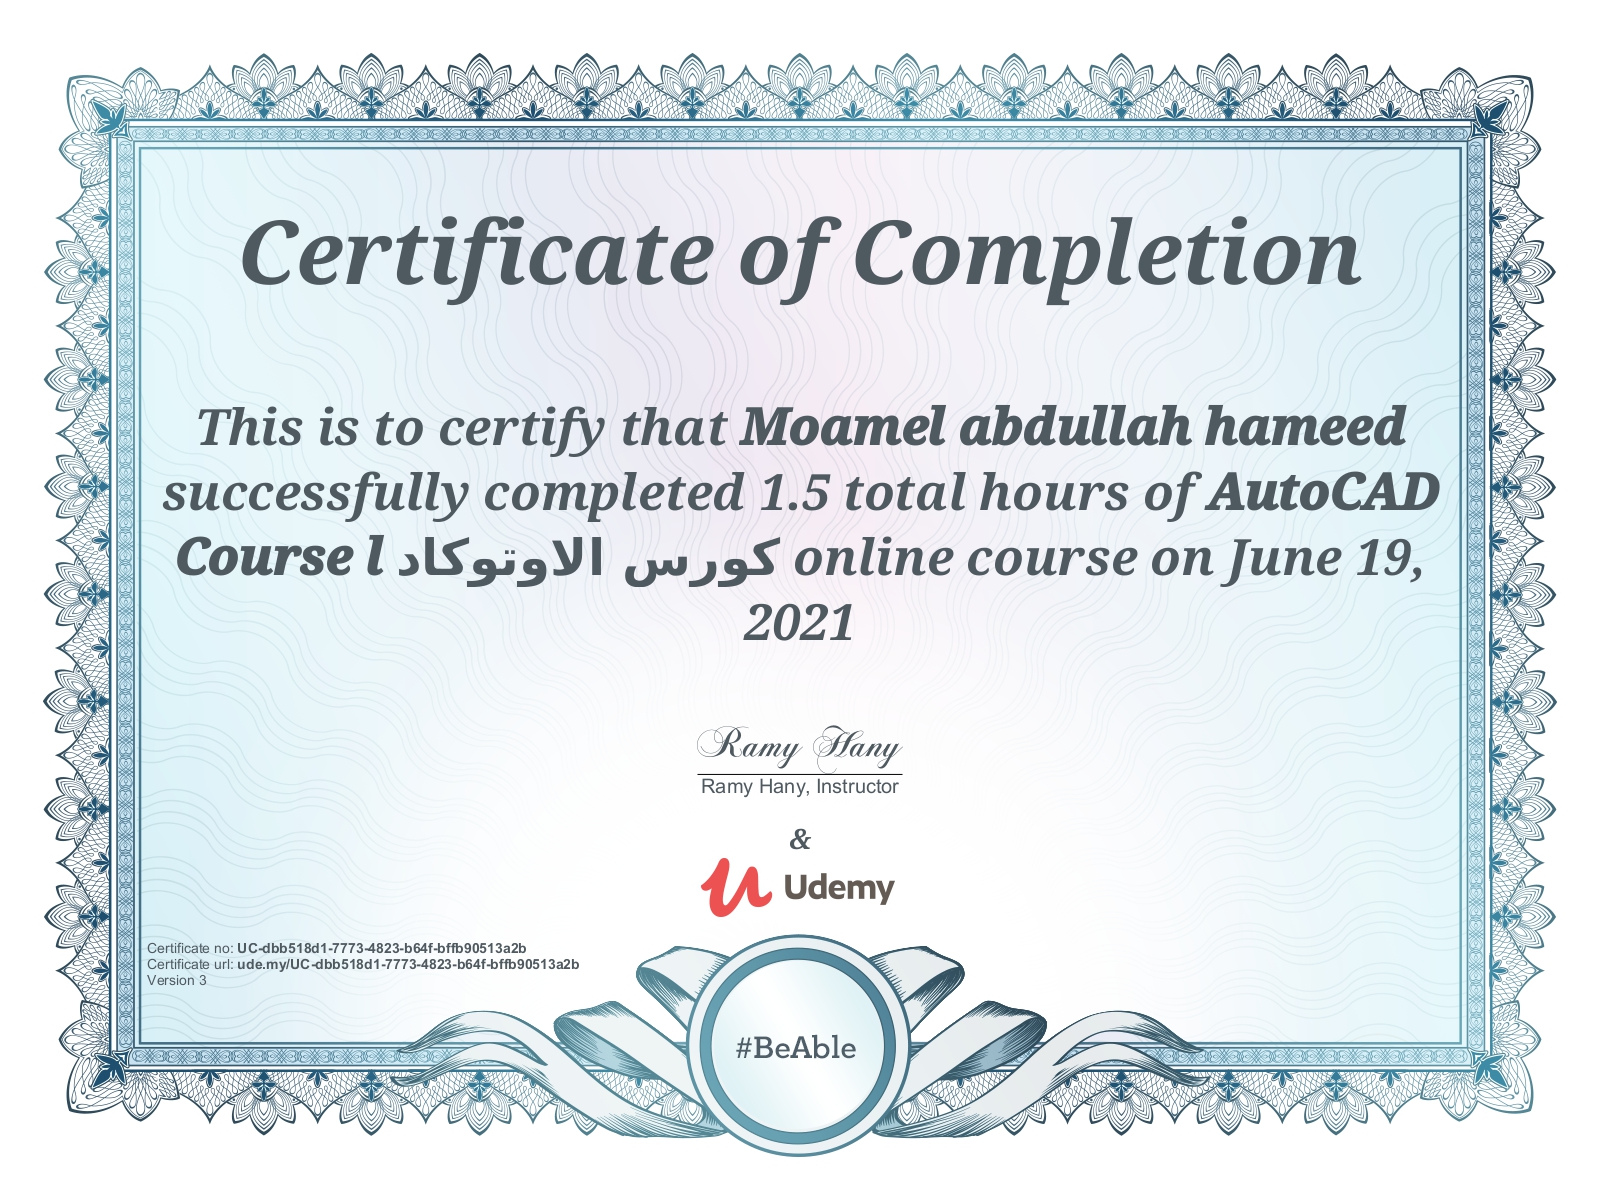 Certificate of Completion
This is to certify that Moamel abdullah hameed
successfully completed 1.5 total hours of AutoCAD
Course l كورس الاوتوكاد online course on June 19,
2021
Ramy Hany
Ramy Hany, Instructor
&
Udemy
Certificate no: UC-dbb518d1-7773-4823-b64f-bffb90513a2b
Certificate url: ude.my/UC-dbb518d1-7773-4823-b64f-bffb90513a2b
Version 3
#BeAble